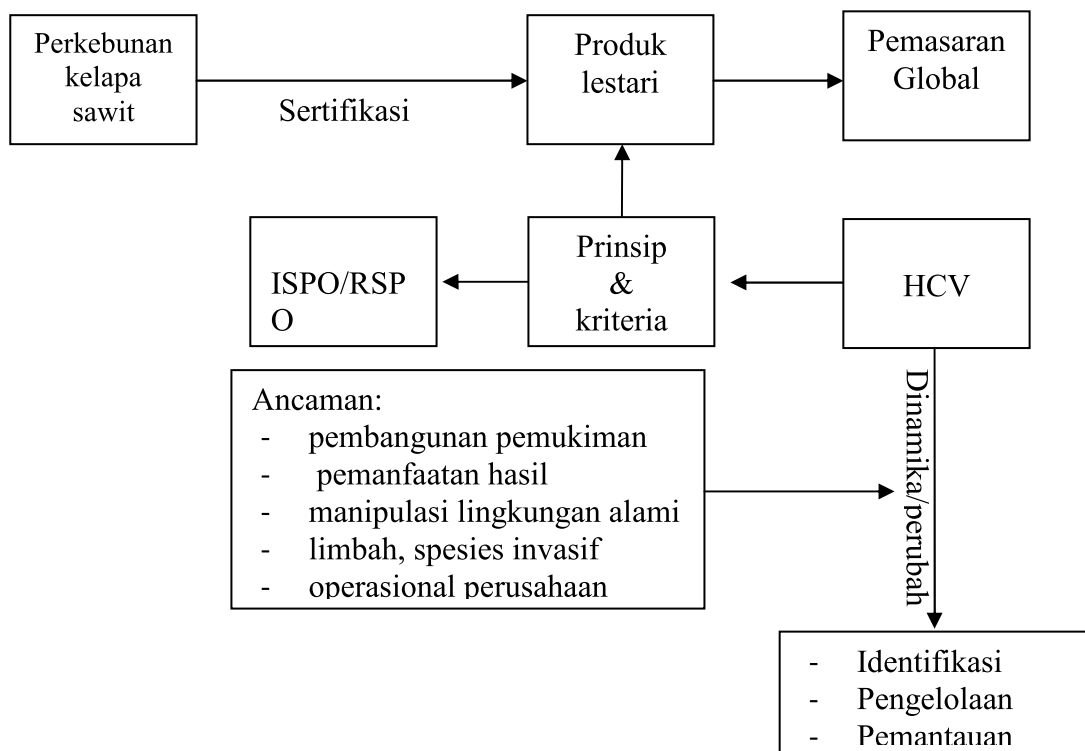 Perkebunan
kelapa
sawit
Sertifikasi
Produk
lestari
Pemasaran
Global
ISPO/RSP
O
Prinsip
&
kriteria
HCV
Ancaman:
- pembangunan pemukiman
- pemanfaatan hasil
- manipulasi lingkungan alami
- limbah, spesies invasif
- operasional perusahaan
Dinamika/perubah
- Identifikasi
- Pengelolaan
- Pemantauan